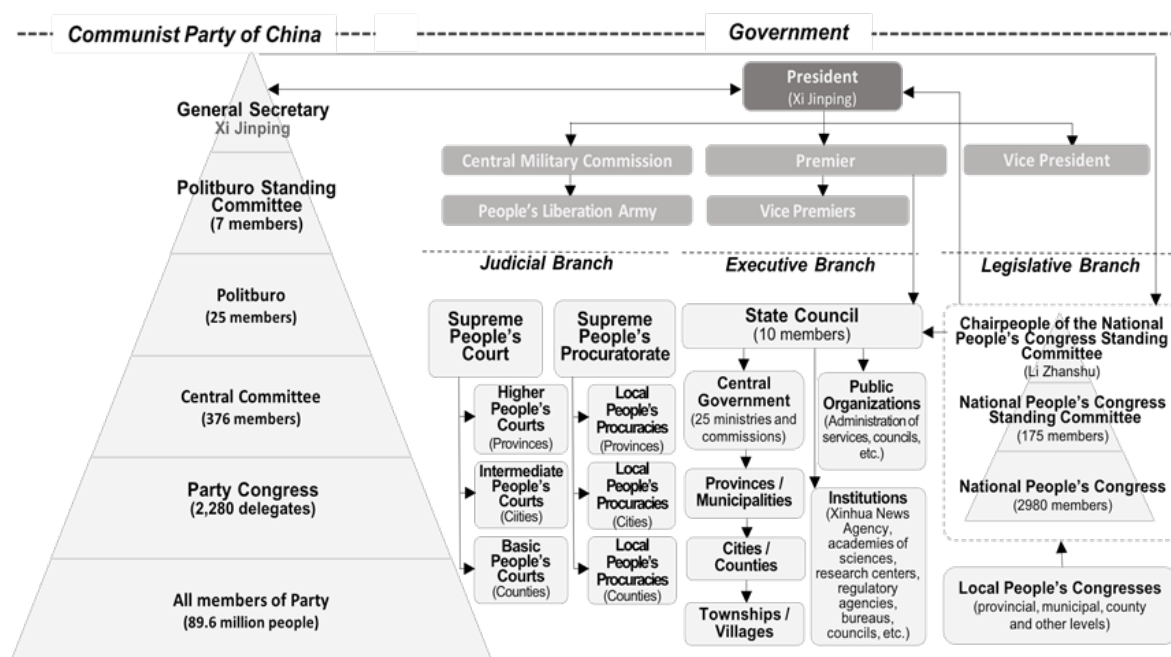 Communist Party of China
Government
General Secretary
Xi Jinping
Politburo Standing
Committee
(7 members)
Politburo
(25 members)
Central Committee
(376 members)
Party Congress
(2,280 delegates)
All members of Party
(89.6 million people)
President
(Xi Jinping)
Central Military Commission
Premier
Vice President
People's Liberation Army
Vice Premiers
Judicial Branch
Executive Branch
Legislative Branch
Supreme
People's
Court
Supreme
People's
Procuratorate
Higher
People's
Courts
(Provinces)
Local
People's
Procuracies
(Provinces)
Intermediate
People's
Courts
(Ciities)
Local
People's
Procuracies
(Cities)
Basic
People's
Courts
(Counties)
Local
People's
Procuracies
(Counties)
State Council
(10 members)
Central
Government
(25 ministries and
commissions)
Public
Organizations
(Administration of
services, councils,
etc.)
Provinces /
Municipalities
Cities /
Counties
Townships /
Villages
Institutions
(Xinhua News
Agency,
academies of
sciences,
research centers,
regulatory
agencies,
bureaus,
councils, etc.)
Chairpeople of the National
People's Congress Standing
Committee
(Li Zhanshu)
National People's Congress
Standing Committee
(175 members)
National People's Congress
(2980 members)
Local People's Congresses
(provincial, municipal, county
and other levels)